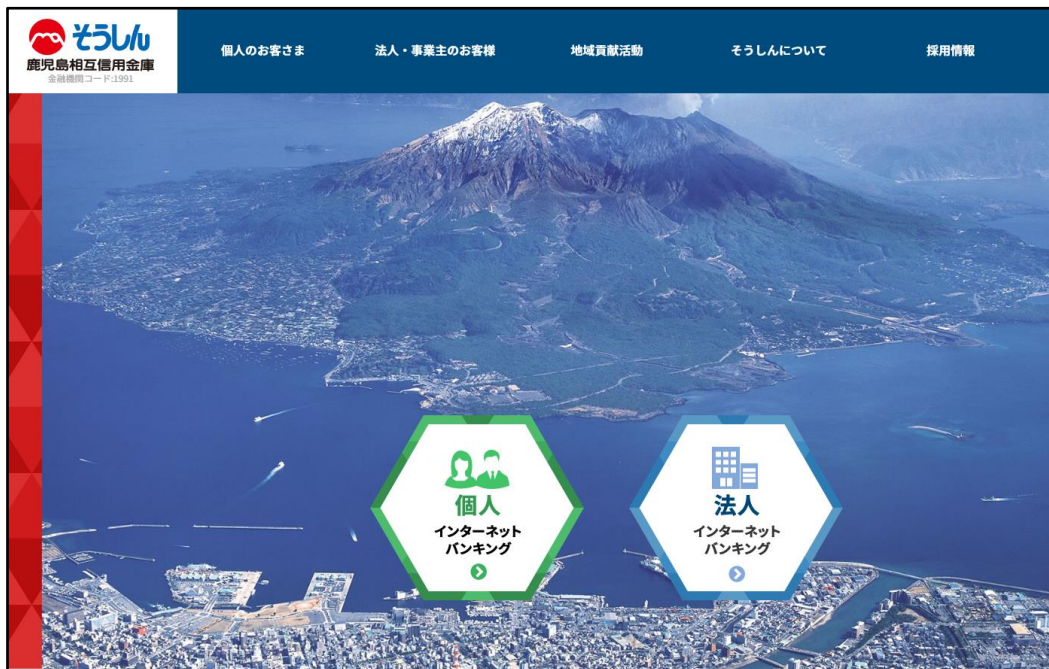 そうしん
鹿児島相互信用金庫
金融機関コード:1991
個人のお客さま
法人・事業主のお客様
地域貢献活動
そうしんについて
採用情報
個人
インターネット
バンキング
法人
インターネット
バンキング